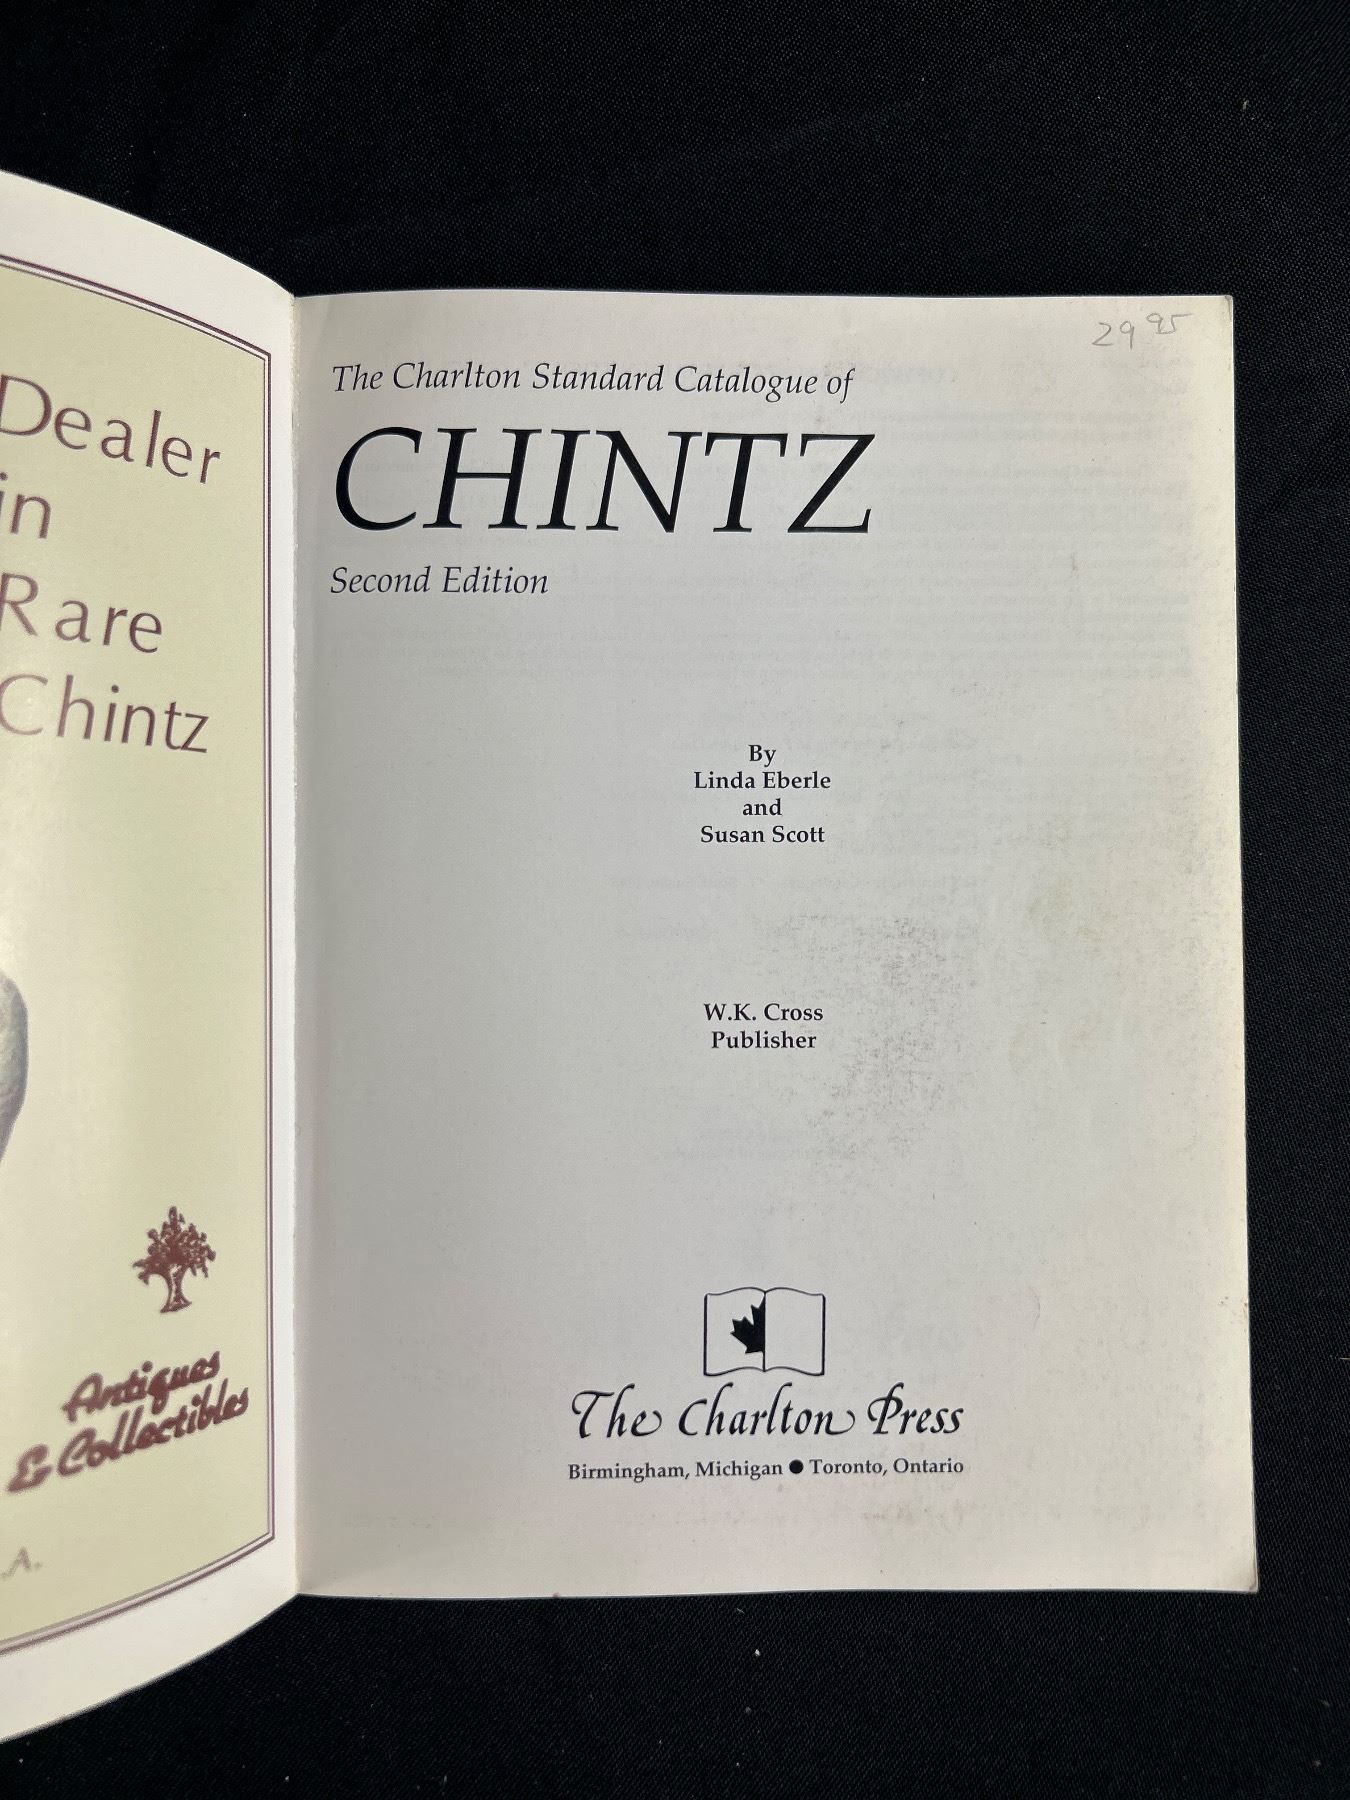 Dealer
in
Rare
Chintz
Antiques
& Collectibles
.A.
29 95
The Charlton Standard Catalogue of
CHINTZ
Second Edition
By
Linda Eberle
and
Susan Scott
W.K. Cross
Publisher
The Charlton Press
Birmingham, Michigan ● Toronto, Ontario